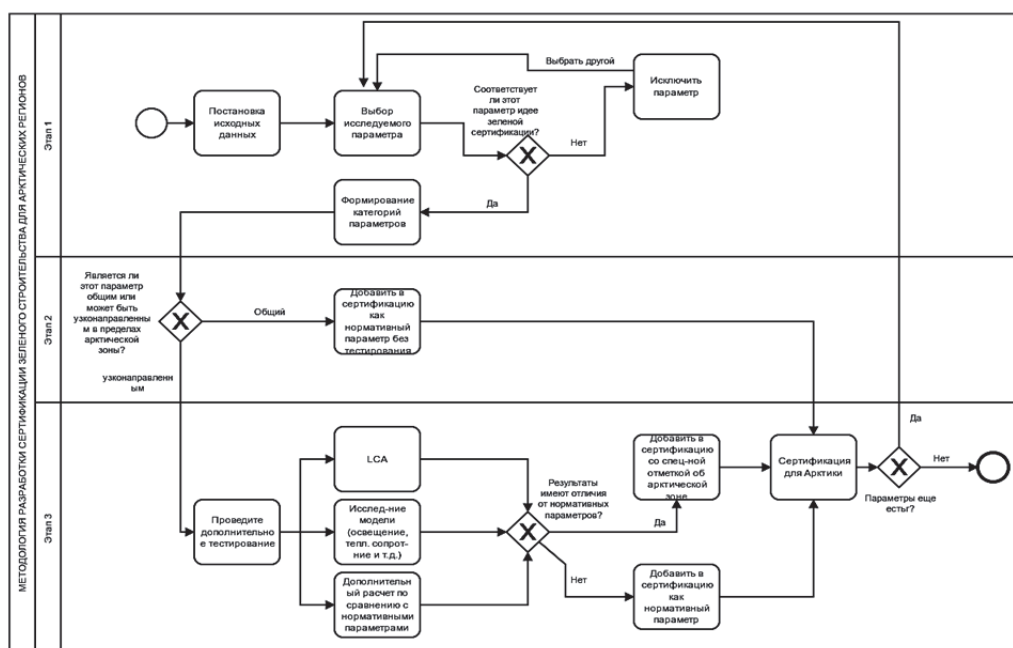 МЕТОДОЛОГИЯ РАЗРАБОТКИ СЕРТИФИКАЦИИ ЗЕЛЕНОГО СТРОИТЕЛЬСТВА ДЛЯ АРКТИЧЕСКИХ РЕГИОНОВ
Этап 1
Постановка
исходных
данных
Выбор
исследуемого
параметра
Соответствует
ли этот
параметр идее
зеленой
сертификации?
Выбрать другой
Исключить
параметр
Нет
Да
Формирование
категорий
параметров
Этап 2
Является ли
этот параметр
общим или
может быть
узконаправленны
м в пределах
арктической
зоны?
Общий
Добавить в
сертификацию
как
нормативный
параметр без
тестирования
узконаправленн
ым
Этап 3
Проведите
дополнительно
е тестирование
LCA
Исслед-ние
модели
(освещение,
тепл. сопрот-
ние и т.д.)
Дополнительн
ый расчет по
сравнению с
нормативными
параметрами
Результаты
имеют отличия
от нормативных
параметров?
Да
Нет
Добавить в
сертификацию
со спец-ной
отметкой об
арктической
зоне
Добавить в
сертификацию
как
нормативный
параметр
Сертификация
для Арктики
Да
Нет
Параметры еще
есть?